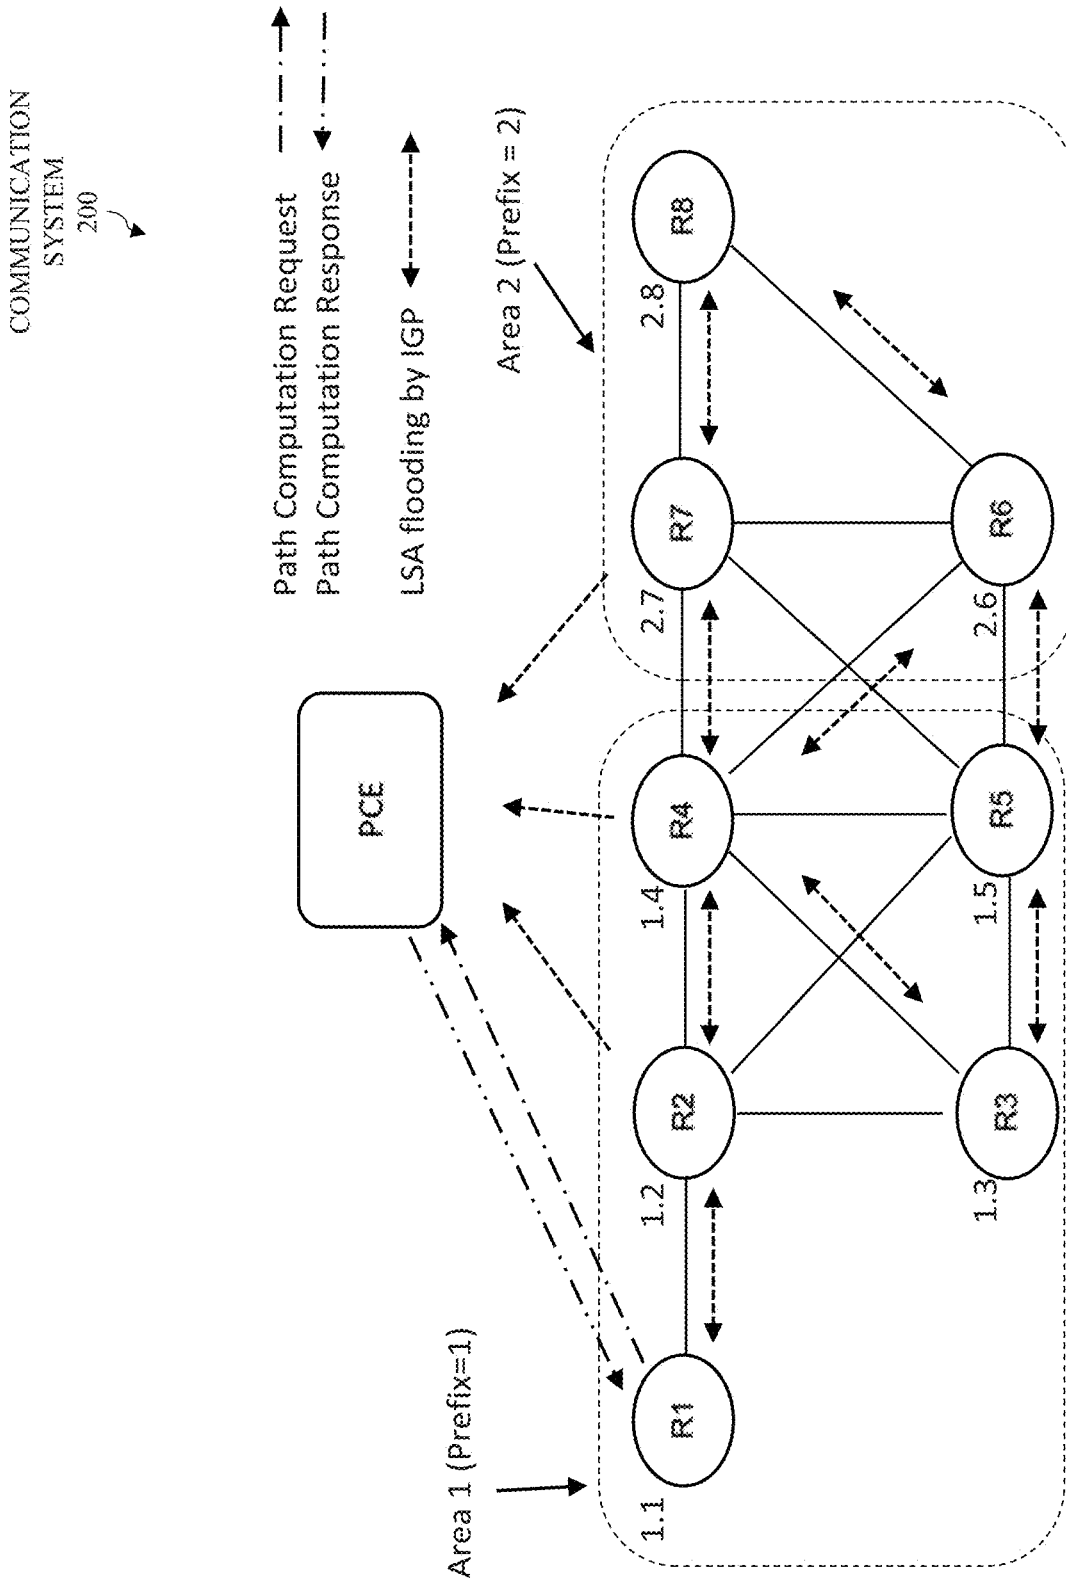 COMMUNICATION
SYSTEM
200
Path Computation Request
Path Computation Response
LSA flooding by IGP
PCE
Area 1 (Prefix=1)
Area 2 (Prefix = 2)
1.1
R1
1.2
R2
1.4
R4
2.7
R7
2.8
R8
1.3
R3
1.5
R5
2.6
R6